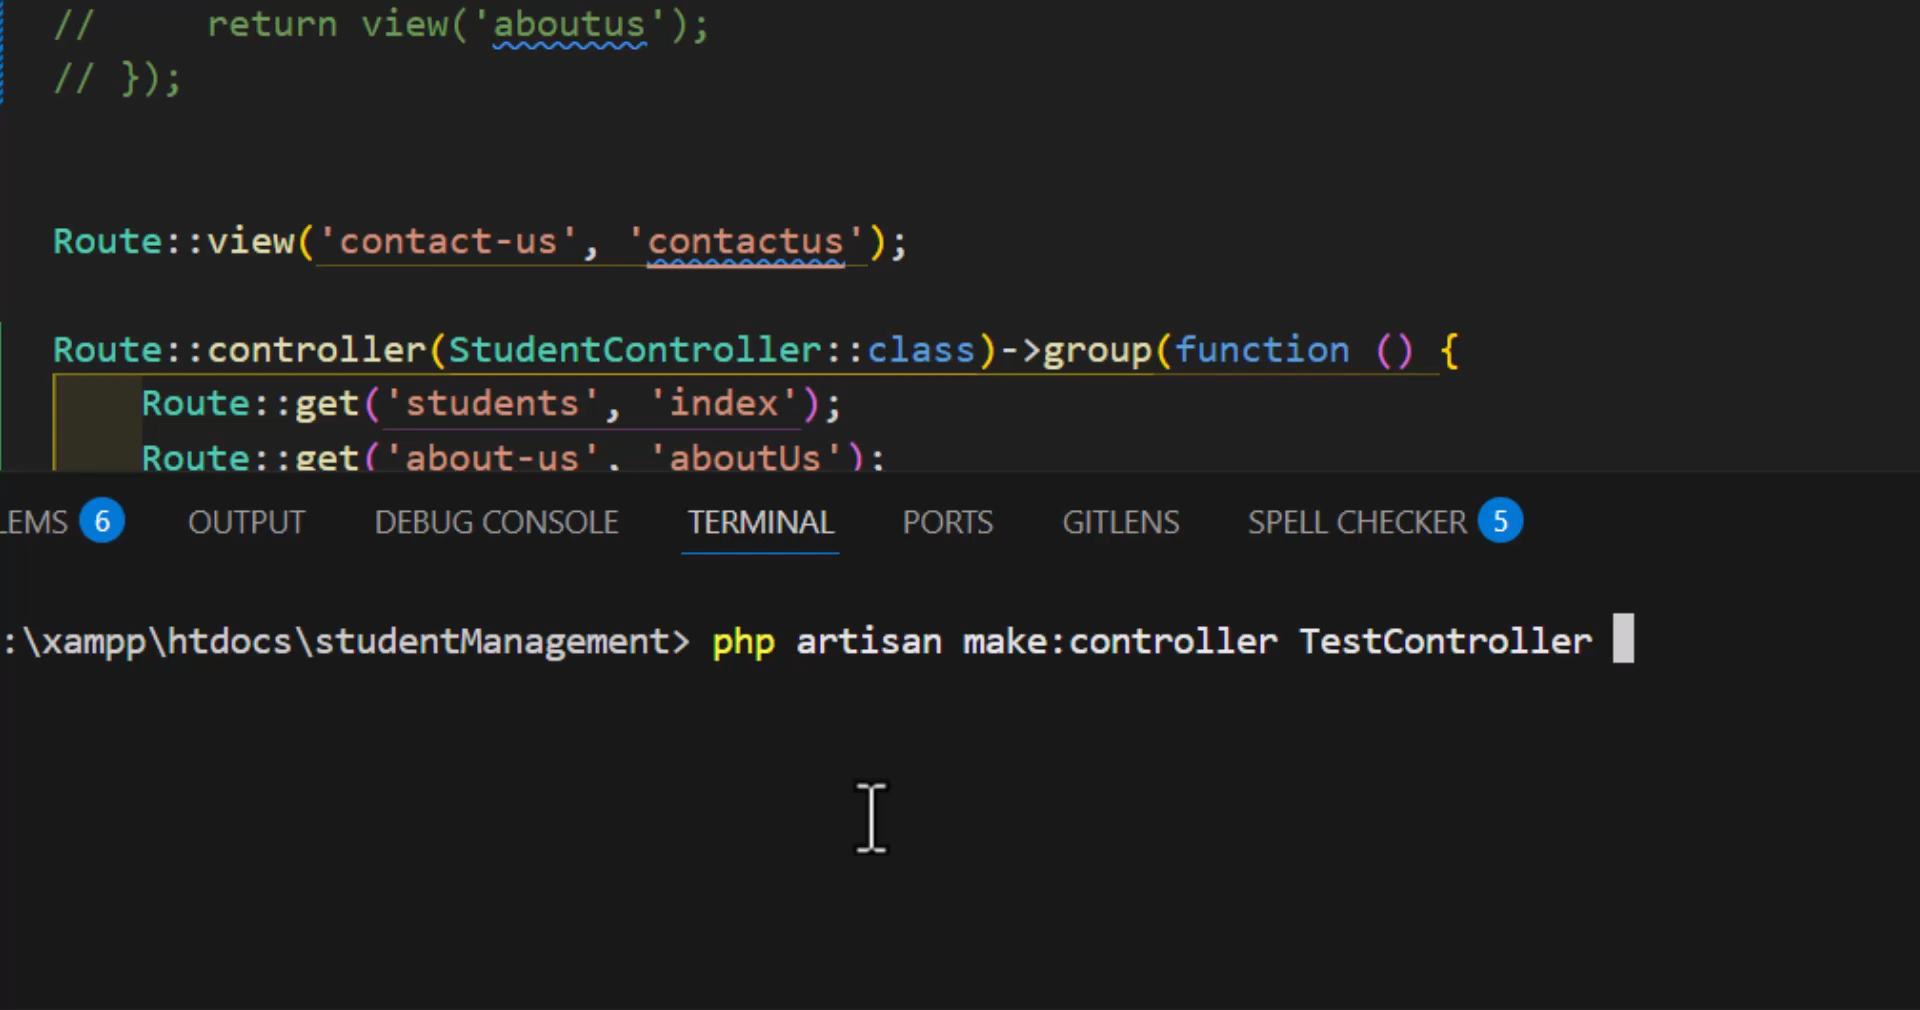 //     return view('aboutus');
// });
Route::view('contact-us', 'contactus');
Route::controller(StudentController::class)->group(function () {
    Route::get('students', 'index');
    Route::get('about-us', 'aboutUs');
LEMS 6 OUTPUT DEBUG CONSOLE TERMINAL PORTS GITLENS SPELL CHECKER 5
:\xampp\htdocs\studentManagement> php artisan make:controller TestController